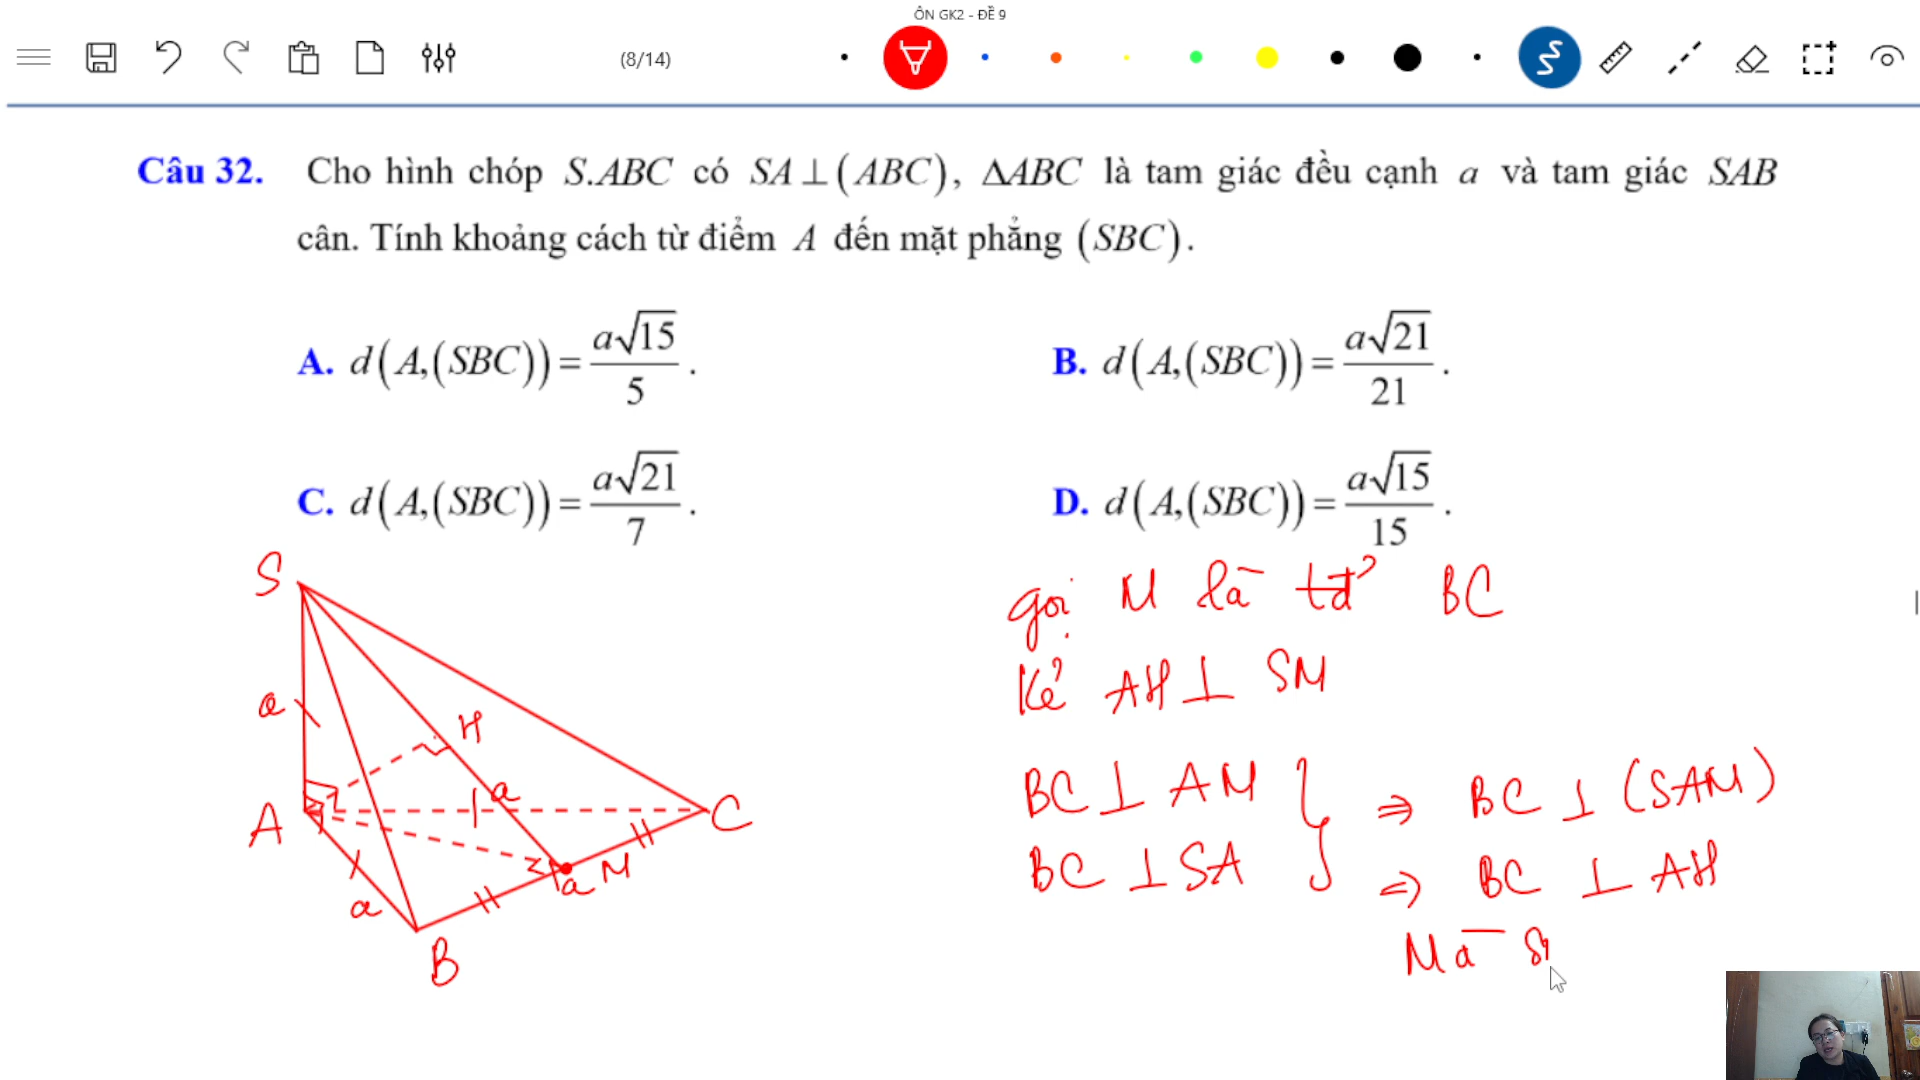 ÔN GK2 - ĐỀ 9
(8/14)
Câu 32. Cho hình chóp S.ABC có SA⊥(ABC), ΔABC là tam giác đều cạnh a và tam giác SAB
cân. Tính khoảng cách từ điểm A đến mặt phẳng (SBC).
A. d(A,(SBC)) = a√15/5.
B. d(A,(SBC)) = a√21/21.
C. d(A,(SBC)) = a√21/7.
D. d(A,(SBC)) = a√15/15.
S
a
H
A
a
C
M
a
a
B
gọi M là tđ BC
Kẻ AH ⊥ SM
BC ⊥ AM
BC ⊥ SA
⇒ BC ⊥ (SAM)
⇒ BC ⊥ AH
Mà S